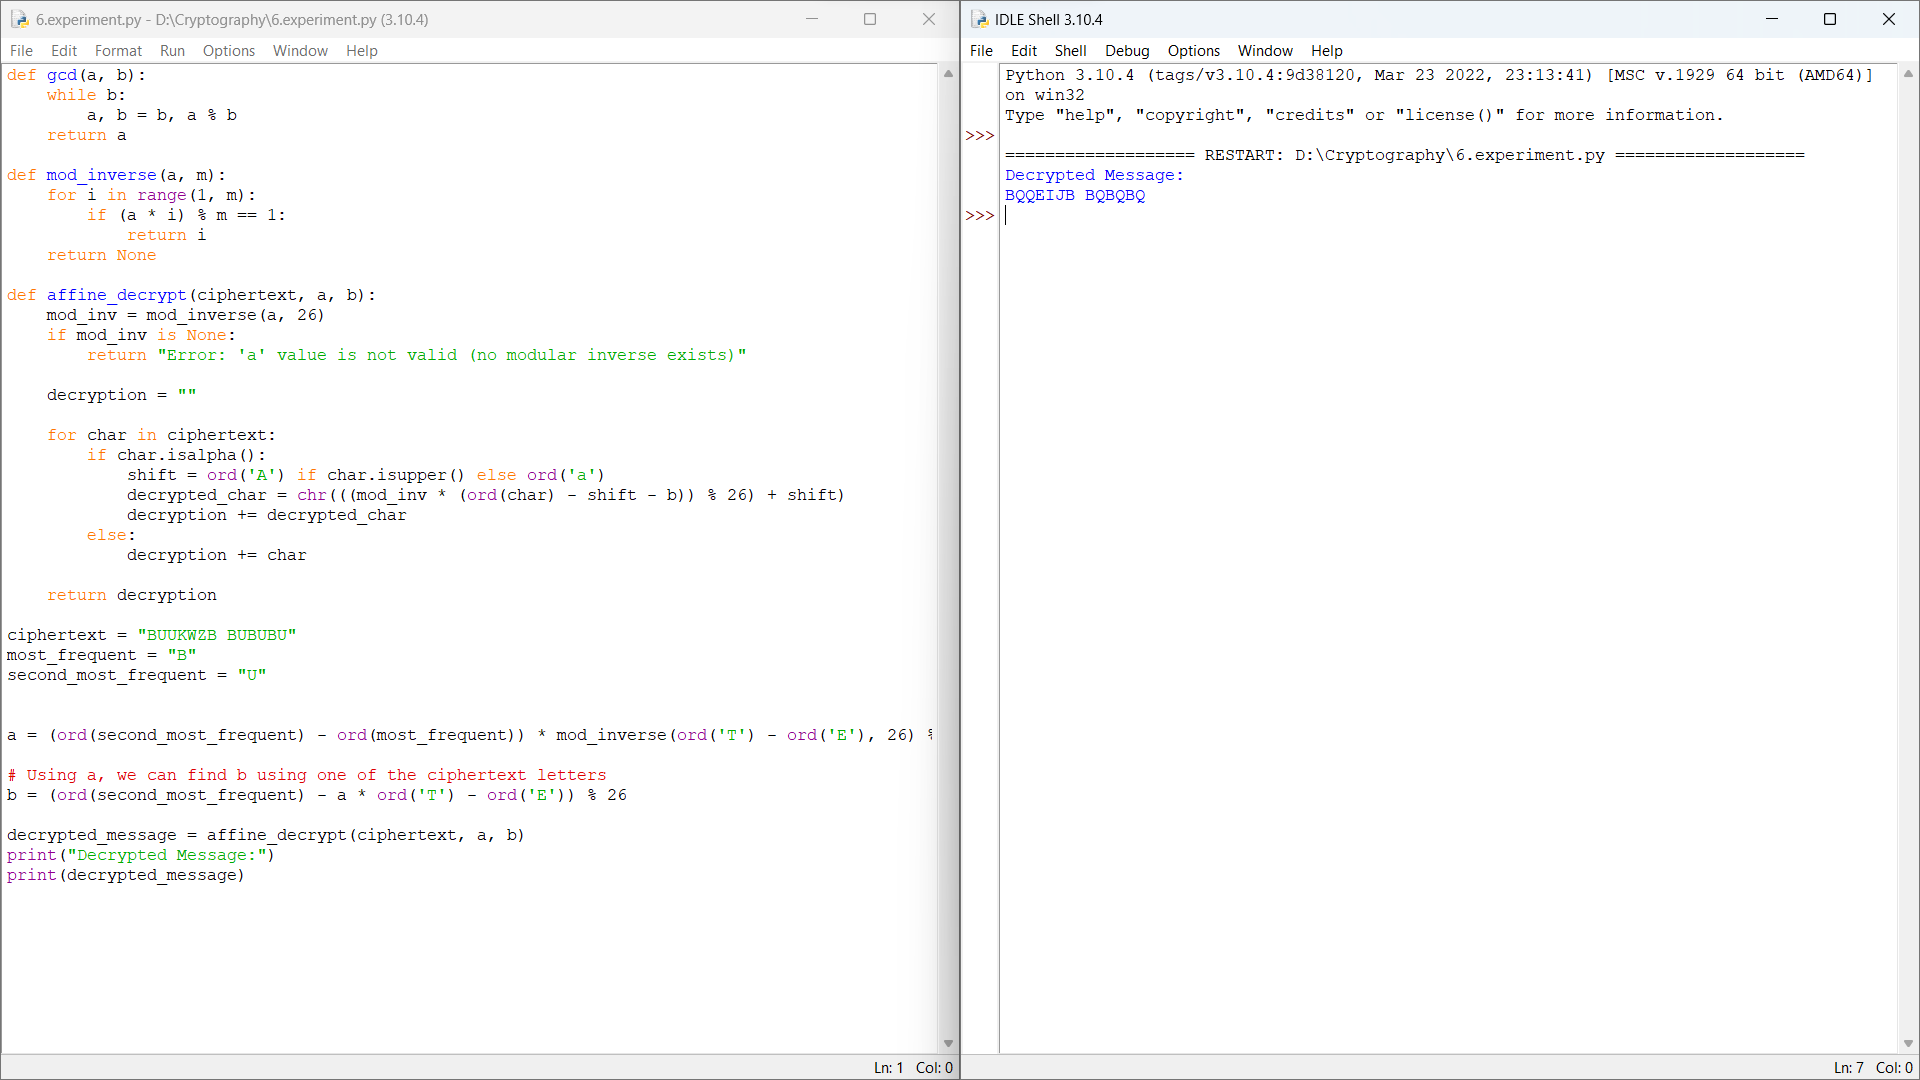 6.experiment.py - D:\Cryptography\6.experiment.py (3.10.4)
File Edit Format Run Options Window Help
def gcd(a, b):
    while b:
        a, b = b, a % b
    return a

def mod_inverse(a, m):
    for i in range(1, m):
        if (a * i) % m == 1:
            return i
    return None

def affine_decrypt(ciphertext, a, b):
    mod_inv = mod_inverse(a, 26)
    if mod_inv is None:
        return "Error: 'a' value is not valid (no modular inverse exists)"

    decryption = ""

    for char in ciphertext:
        if char.isalpha():
            shift = ord('A') if char.isupper() else ord('a')
            decrypted_char = chr(((mod_inv * (ord(char) - shift - b)) % 26) + shift)
            decryption += decrypted_char
        else:
            decryption += char

    return decryption

ciphertext = "BUUKWZB BUBUBU"
most_frequent = "B"
second_most_frequent = "U"

a = (ord(second_most_frequent) - ord(most_frequent)) * mod_inverse(ord('T') - ord('E'), 26) %

# Using a, we can find b using one of the ciphertext letters
b = (ord(second_most_frequent) - a * ord('T') - ord('E')) % 26

decrypted_message = affine_decrypt(ciphertext, a, b)
print("Decrypted Message:")
print(decrypted_message)
Ln: 1 Col: 0
IDLE Shell 3.10.4
File Edit Shell Debug Options Window Help
Python 3.10.4 (tags/v3.10.4:9d38120, Mar 23 2022, 23:13:41) [MSC v.1929 64 bit (AMD64)]
on win32
Type "help", "copyright", "credits" or "license()" for more information.
>>>
=================== RESTART: D:\Cryptography\6.experiment.py ===================
Decrypted Message:
BQQEIJB BQBQBQ
>>>
Ln: 7 Col: 0